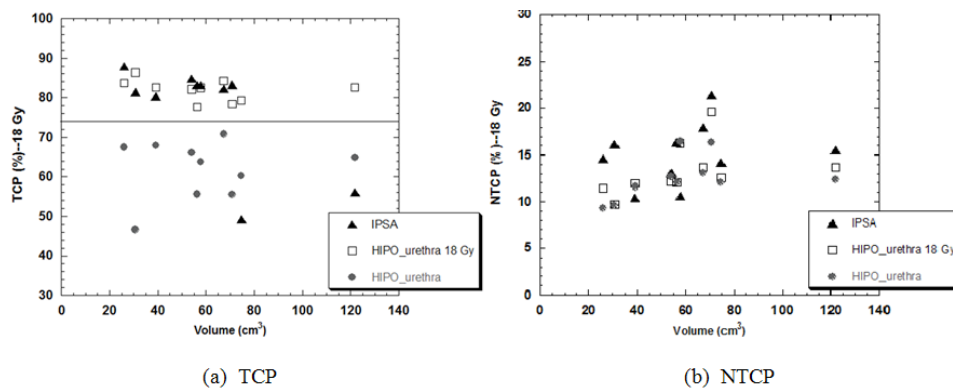 100
90
80
70
60
50
40
30
TCP (%)--18 Gy
0 20 40 60 80 100 120 140
Volume (cm³)
IPSA
HIPO_urethra 18 Gy
HIPO_urethra
(a) TCP
30
25
20
15
10
5
0
NTCP (%)--18 Gy
0 20 40 60 80 100 120 140
Volume (cm³)
IPSA
HIPO_urethra 18 Gy
HIPO_urethra
(b) NTCP